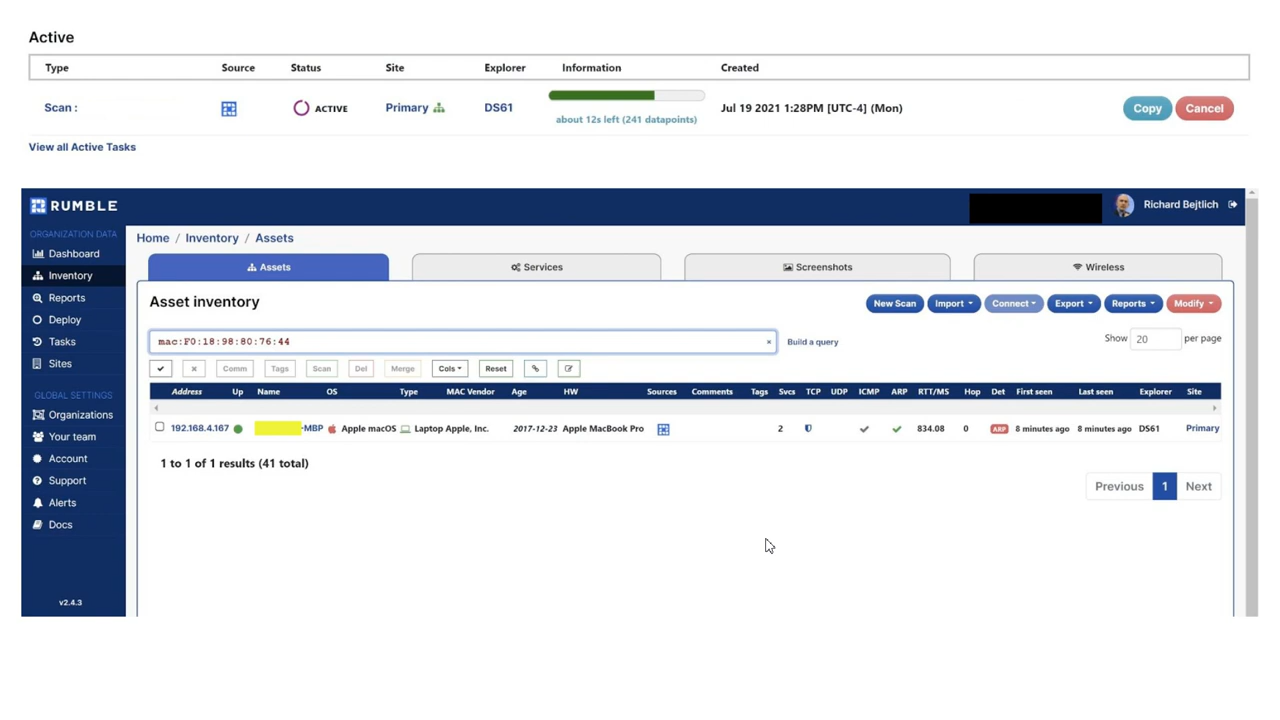 Active
Type Source Status Site Explorer Information Created
Scan : ACTIVE Primary DS61 about 12s left (241 datapoints) Jul 19 2021 1:28PM [UTC-4] (Mon) Copy Cancel
View all Active Tasks
RUMBLE Richard Bejtlich
ORGANIZATION DATA
Dashboard
Inventory
Reports
Deploy
Tasks
Sites
GLOBAL SETTINGS
Organizations
Your team
Account
Support
Alerts
Docs
v2.4.3
Home / Inventory / Assets
Assets Services Screenshots Wireless
Asset inventory New Scan Import Connect Export Reports Modify
mac:F0:18:98:80:76:44 × Build a query Show 20 per page
Comm Tags Scan Del Merge Cols Reset
Address Up Name OS Type MAC Vendor Age HW Sources Comments Tags Svcs TCP UDP ICMP ARP RTT/MS Hop Det First seen Last seen Explorer Site
192.168.4.167 -MBP Apple macOS Laptop Apple, Inc. 2017-12-23 Apple MacBook Pro 2 834.08 0 ARP 8 minutes ago 8 minutes ago DS61 Primary
1 to 1 of 1 results (41 total)
Previous 1 Next